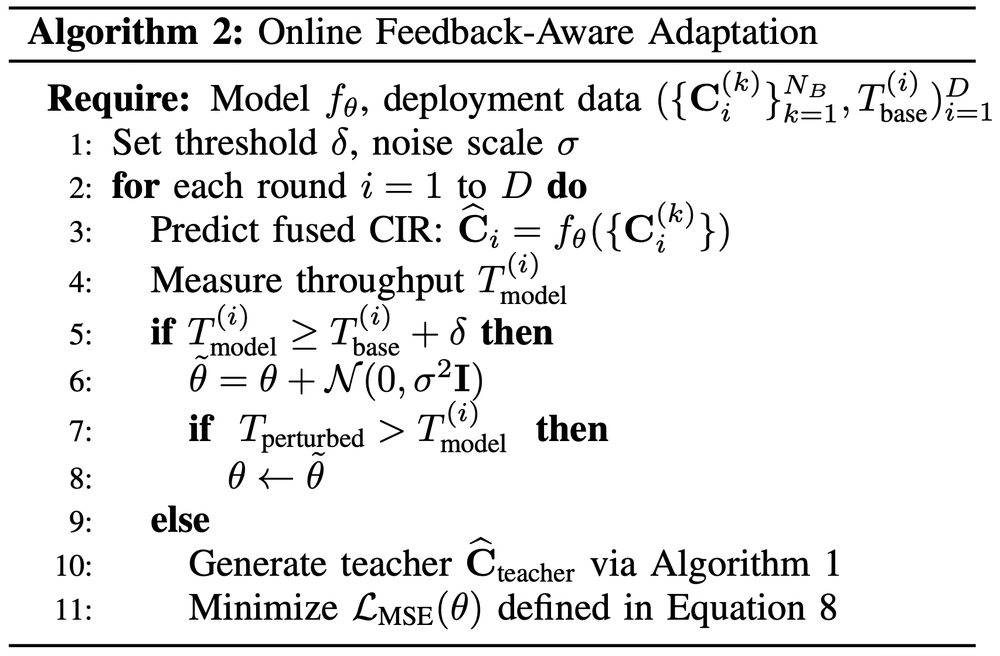 Algorithm 2: Online Feedback-Aware Adaptation
Require: Model $f_\theta$, deployment data $(\{\mathbf{C}_i^{(k)}\}_{k=1}^{N_B}, T_{\text{base}}^{(i)})_{i=1}^{D}$
1: Set threshold $\delta$, noise scale $\sigma$
2: for each round $i = 1$ to $D$ do
3: Predict fused CIR: $\widehat{\mathbf{C}}_i = f_\theta(\{\mathbf{C}_i^{(k)}\})$
4: Measure throughput $T_{\text{model}}^{(i)}$
5: if $T_{\text{model}}^{(i)} \geq T_{\text{base}}^{(i)} + \delta$ then
6: $\tilde{\theta} = \theta + \mathcal{N}(0, \sigma^2 \mathbf{I})$
7: if $T_{\text{perturbed}} > T_{\text{model}}^{(i)}$ then
8: $\theta \leftarrow \tilde{\theta}$
9: else
10: Generate teacher $\widehat{\mathbf{C}}_{\text{teacher}}$ via Algorithm 1
11: Minimize $\mathcal{L}_{\text{MSE}}(\theta)$ defined in Equation 8